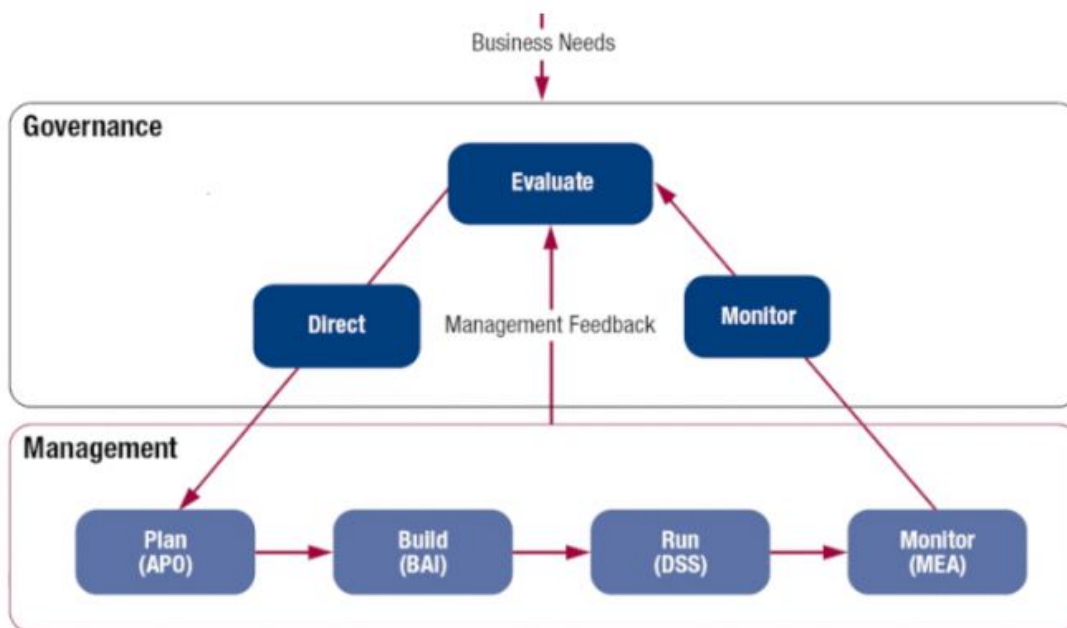 Business Needs
Governance
Evaluate
Direct
Management Feedback
Monitor
Management
Plan
(APO)
Build
(BAI)
Run
(DSS)
Monitor
(MEA)